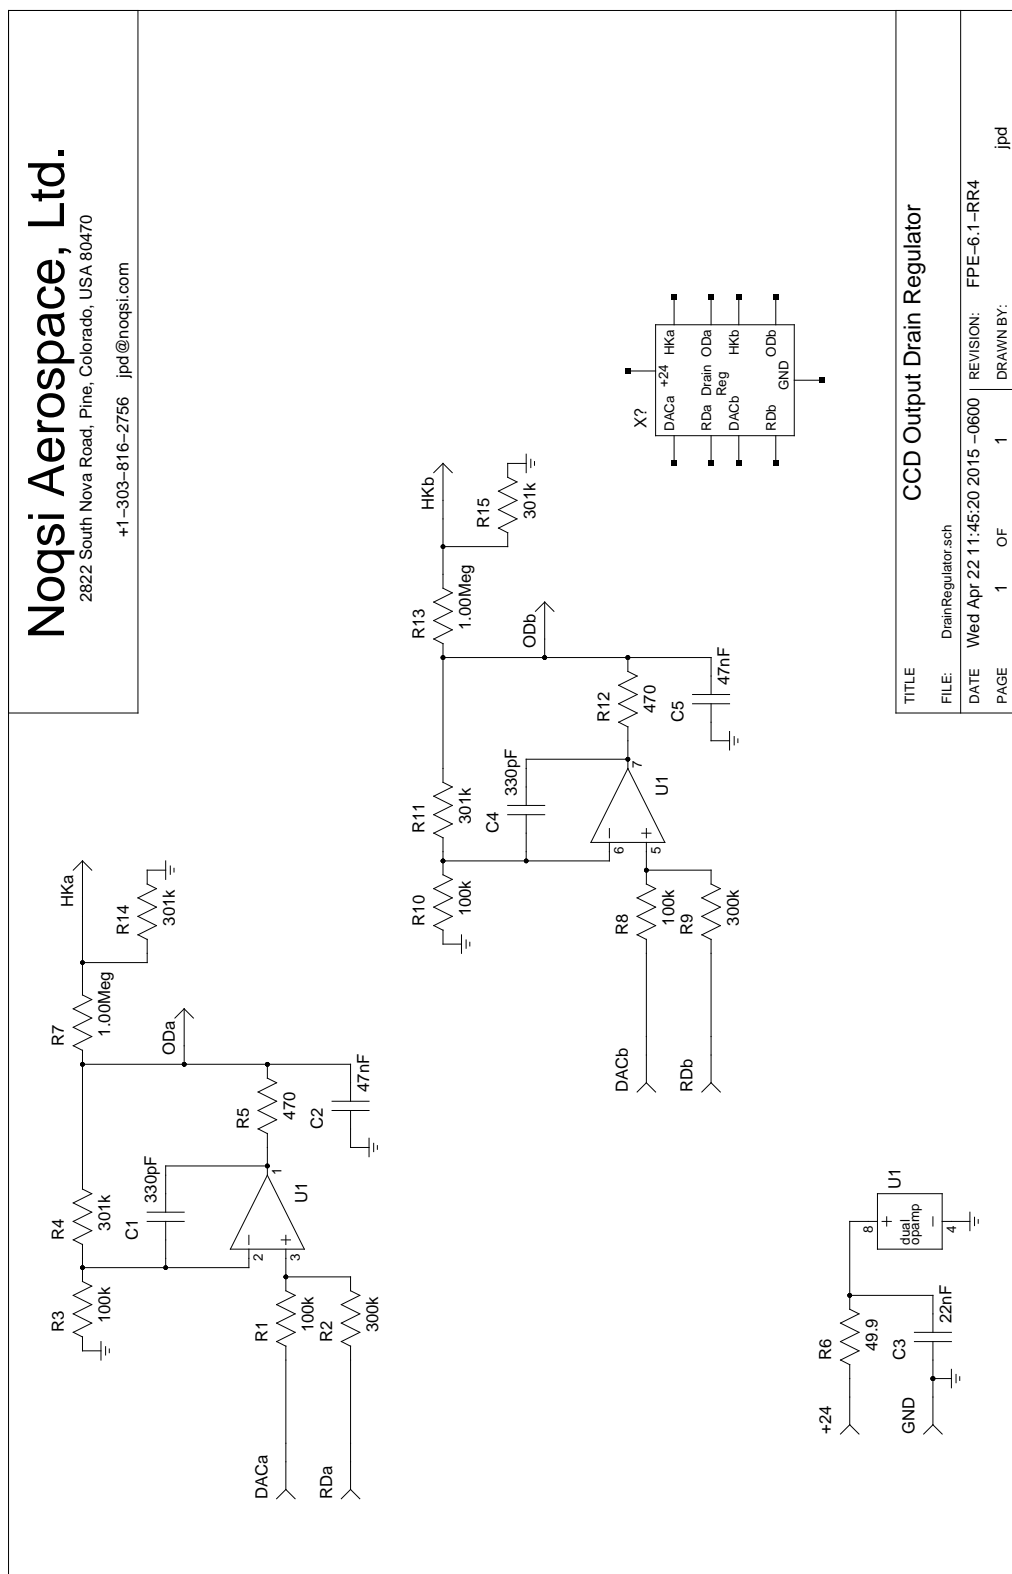 Noqsi Aerospace, Ltd.
2822 South Nova Road, Pine, Colorado, USA 80470
+1−303−816−2756 jpd@noqsi.com
R3
100k
R4
301k
R7
1.00Meg
HKa
R14
301k
C1
330pF
ODa
2
3
−
+
1
U1
R5
470
C2
47nF
DACa
R1
100k
RDa
R2
300k
R10
100k
R11
301k
R13
1.00Meg
HKb
R15
301k
C4
330pF
ODb
6
5
−
+
7
U1
R12
470
C5
47nF
DACb
R8
100k
RDb
R9
300k
X?
DACa +24 HKa
RDa Drain ODa
Reg
DACb HKb
RDb GND ODb
+24
R6
49.9
GND
C3
22nF
8
+
dual
opamp
−
4
U1
TITLE
CCD Output Drain Regulator
FILE: DrainRegulator.sch
DATE Wed Apr 22 11:45:20 2015 −0600 REVISION: FPE−6.1−RR4
PAGE 1 OF 1 DRAWN BY: jpd